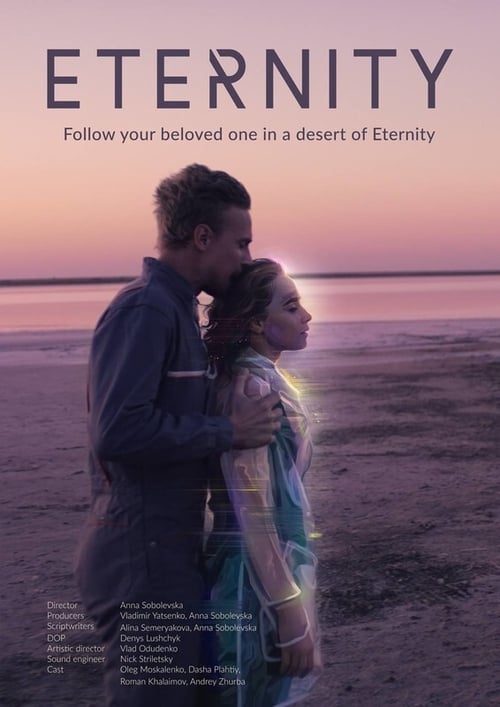 ETERNITY
Follow your beloved one in a desert of Eternity
Director Anna Sobolevska
Producers Vladimir Yatsenko, Anna Sobolevska
Scriptwriters Alina Semeryakova, Anna Sobolevska
DOP Denys Lushchyk
Artistic director Vlad Odudenko
Sound engineer Nick Striletsky
Cast Oleg Moskalenko, Dasha Plahtiy,
Roman Khalaimov, Andrey Zhurba